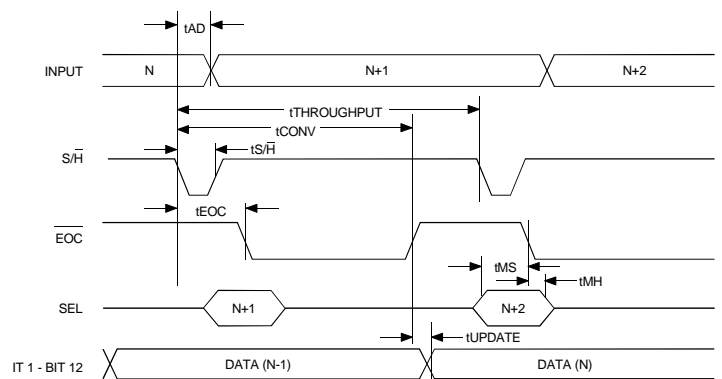 tAD
INPUT N N+1 N+2
tTHROUGHPUT
tCONV
S/H̅ tS/H̅
tEOC
E̅O̅C̅
tMS
tMH
SEL N+1 N+2
tUPDATE
IT 1 - BIT 12 DATA (N-1) DATA (N)